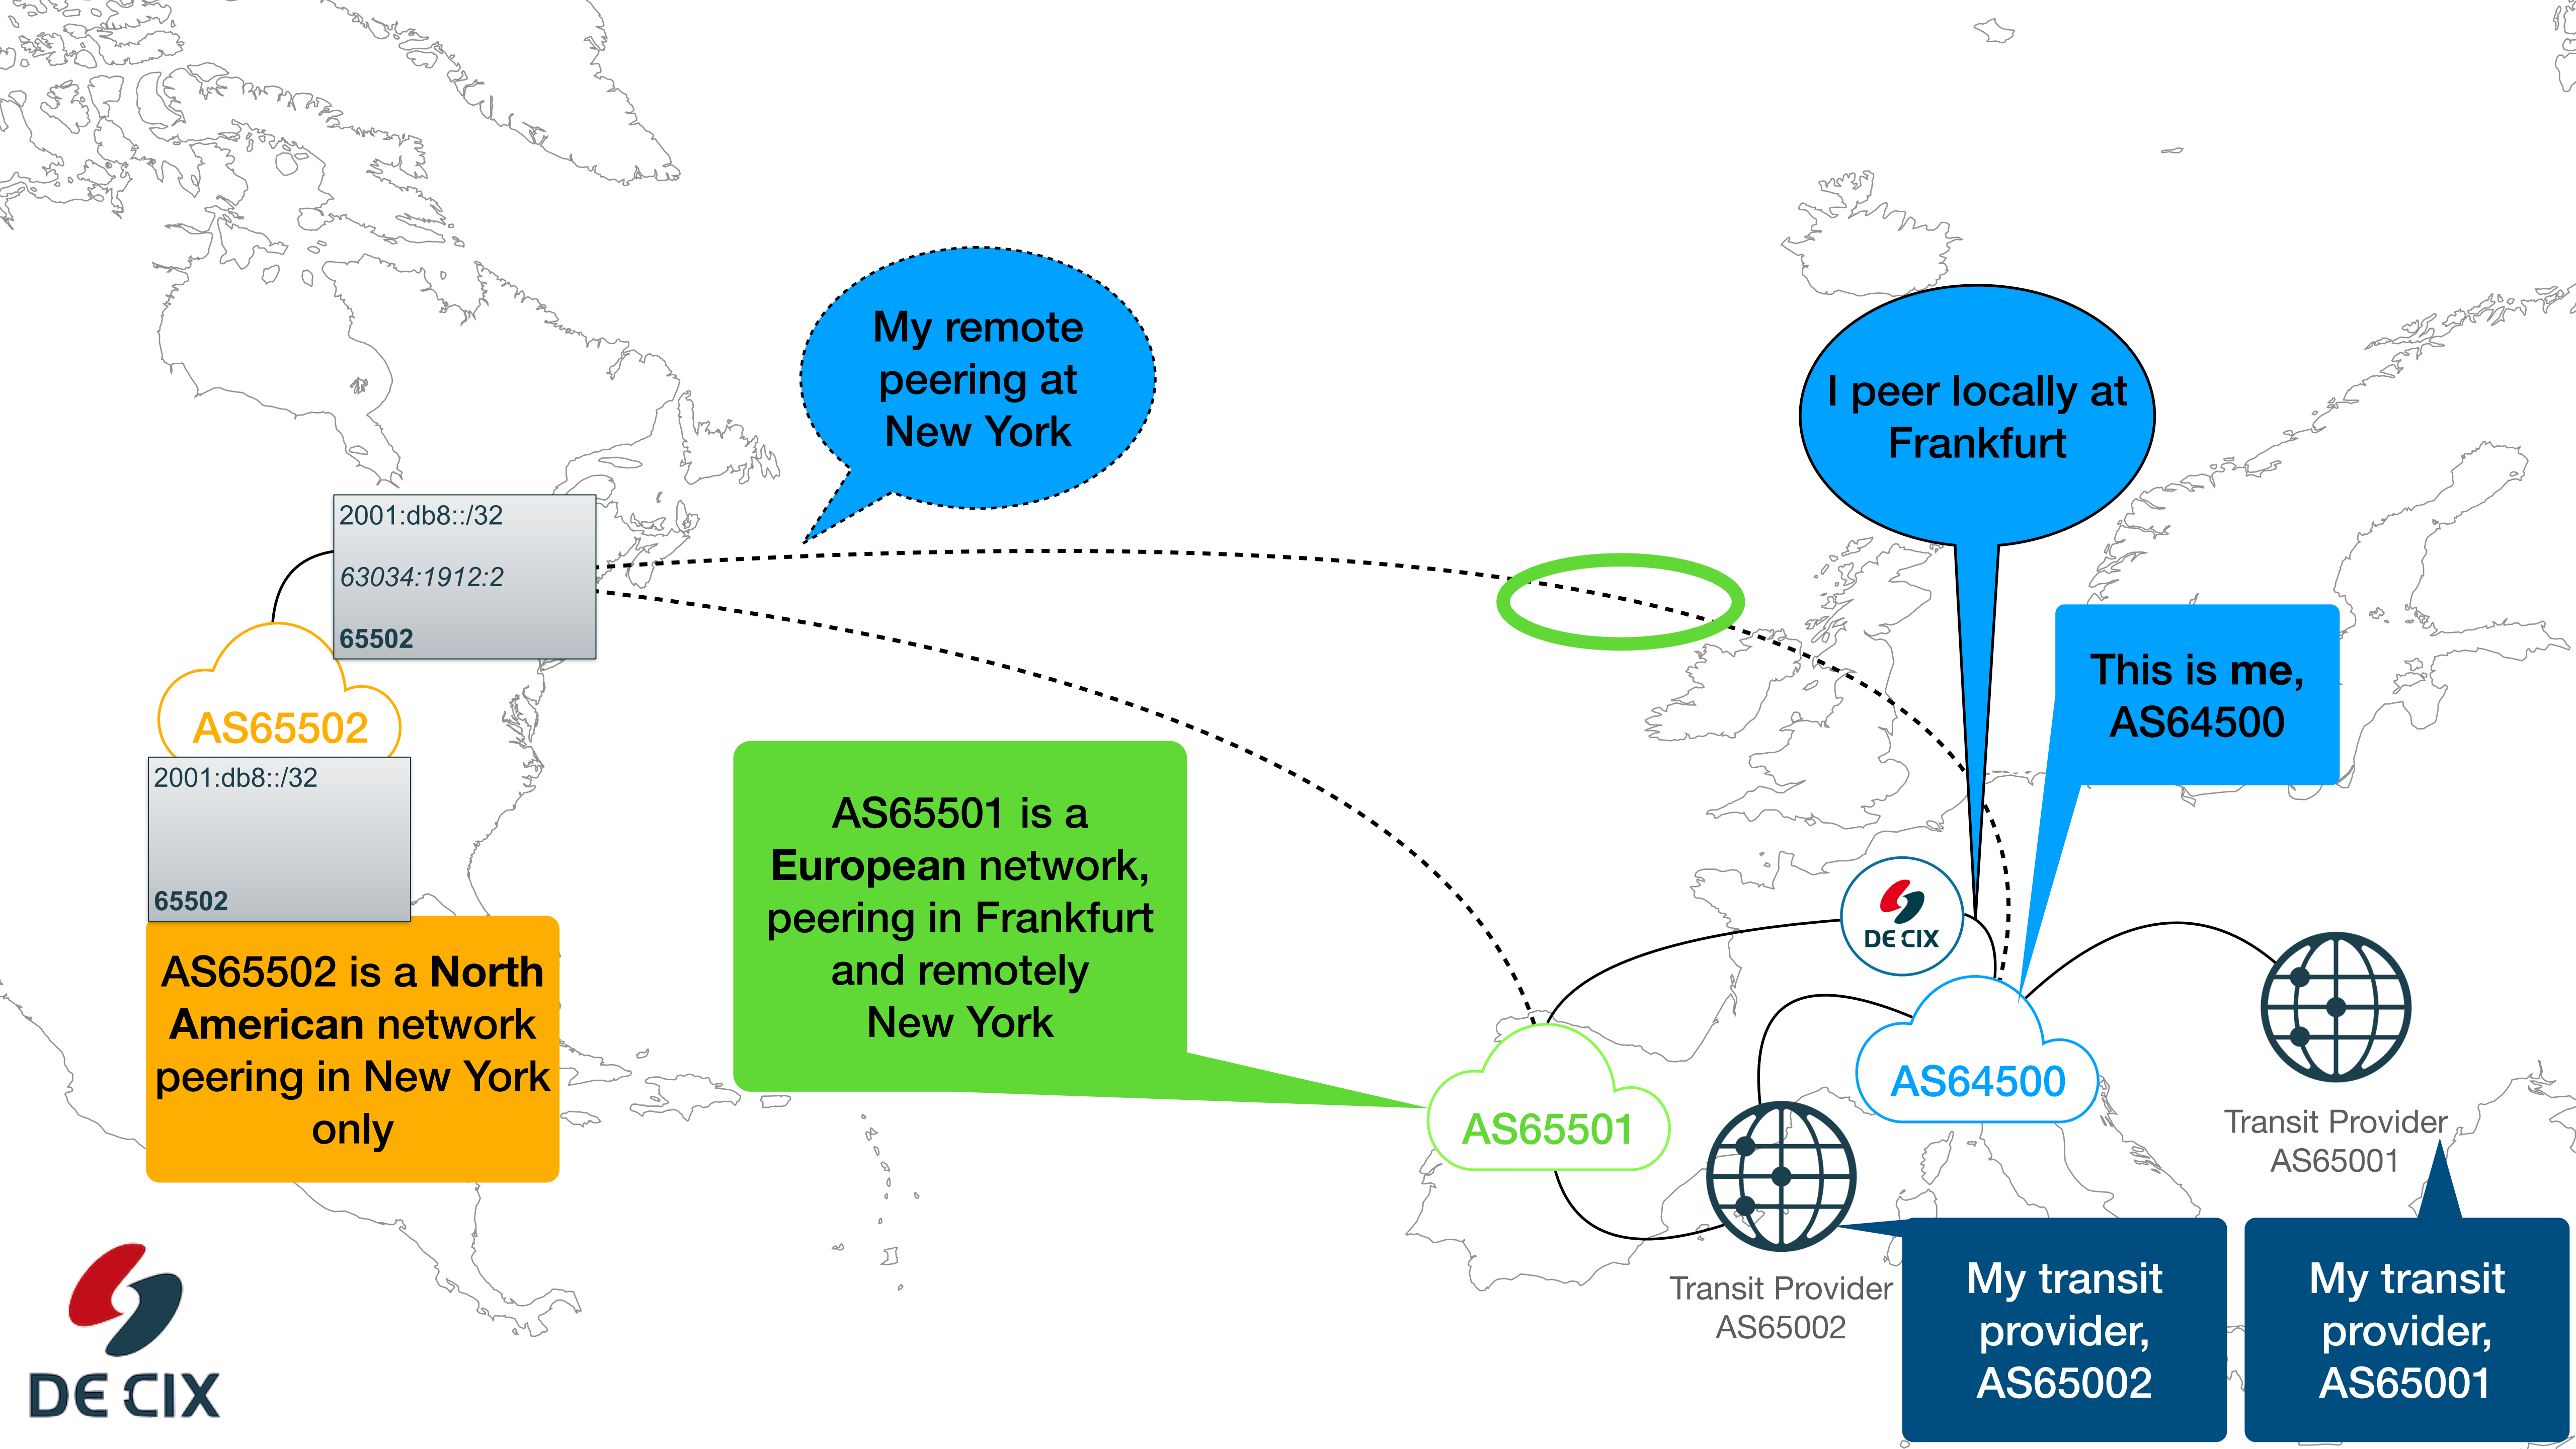 My remote
peering at
New York
I peer locally at
Frankfurt
2001:db8::/32
63034:1912:2
65502
This is me,
AS64500
AS65502
2001:db8::/32
65502
AS65501 is a
European network,
peering in Frankfurt
and remotely
New York
DE CIX
AS65502 is a North
American network
peering in New York
only
AS64500
AS65501
Transit Provider
AS65001
Transit Provider
AS65002
My transit
provider,
AS65002
My transit
provider,
AS65001
DE CIX